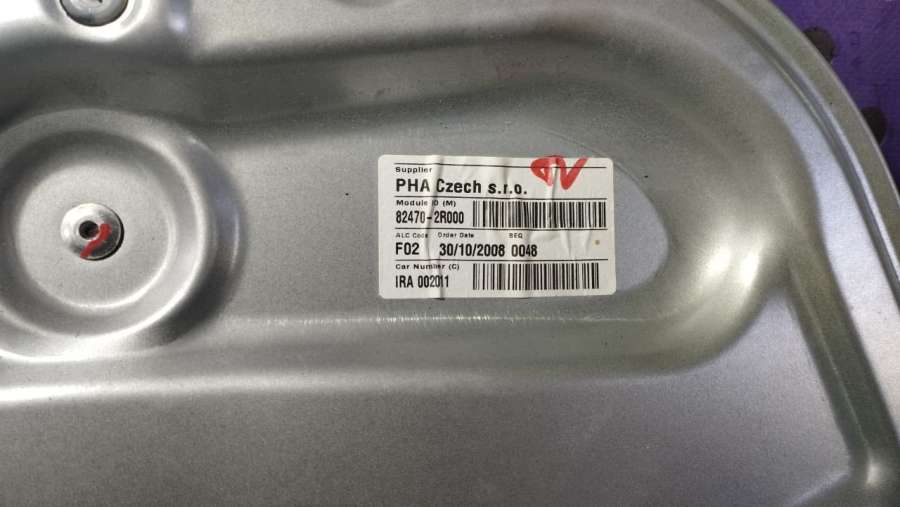 Supplier
PHA Czech s.r.o.
Module ID (M)
82470-2R000
ALC Code Order Date SEQ
F02 30/10/2008 0048
Car Number (C)
IRA 002011